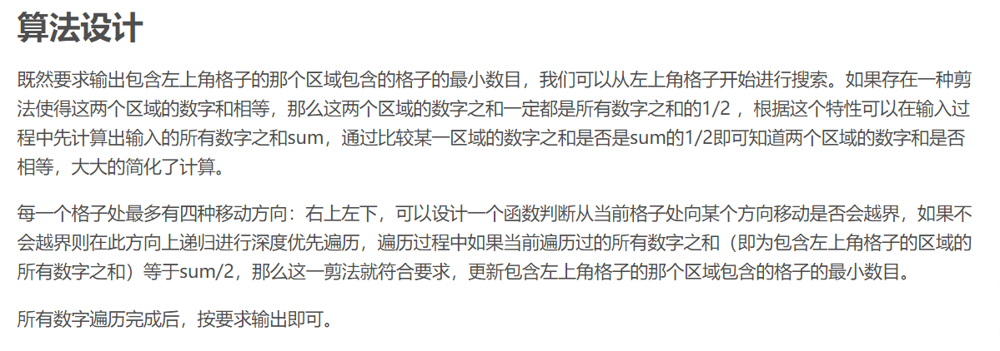 算法设计
既然要求输出包含左上角格子的那个区域包含的格子的最小数目，我们可以从左上角格子开始进行搜索。如果存在一种剪
法使得这两个区域的数字和相等，那么这两个区域的数字之和一定都是所有数字之和的1/2 ，根据这个特性可以在输入过
程中先计算出输入的所有数字之和sum，通过比较某一区域的数字之和是否是sum的1/2即可知道两个区域的数字和是否
相等，大大的简化了计算。
每一个格子处最多有四种移动方向：右上左下，可以设计一个函数判断从当前格子处向某个方向移动是否会越界，如果不
会越界则在此方向上递归进行深度优先遍历，遍历过程中如果当前遍历过的所有数字之和（即为包含左上角格子的区域的
所有数字之和）等于sum/2，那么这一剪法就符合要求，更新包含左上角格子的那个区域包含的格子的最小数目。
所有数字遍历完成后，按要求输出即可。